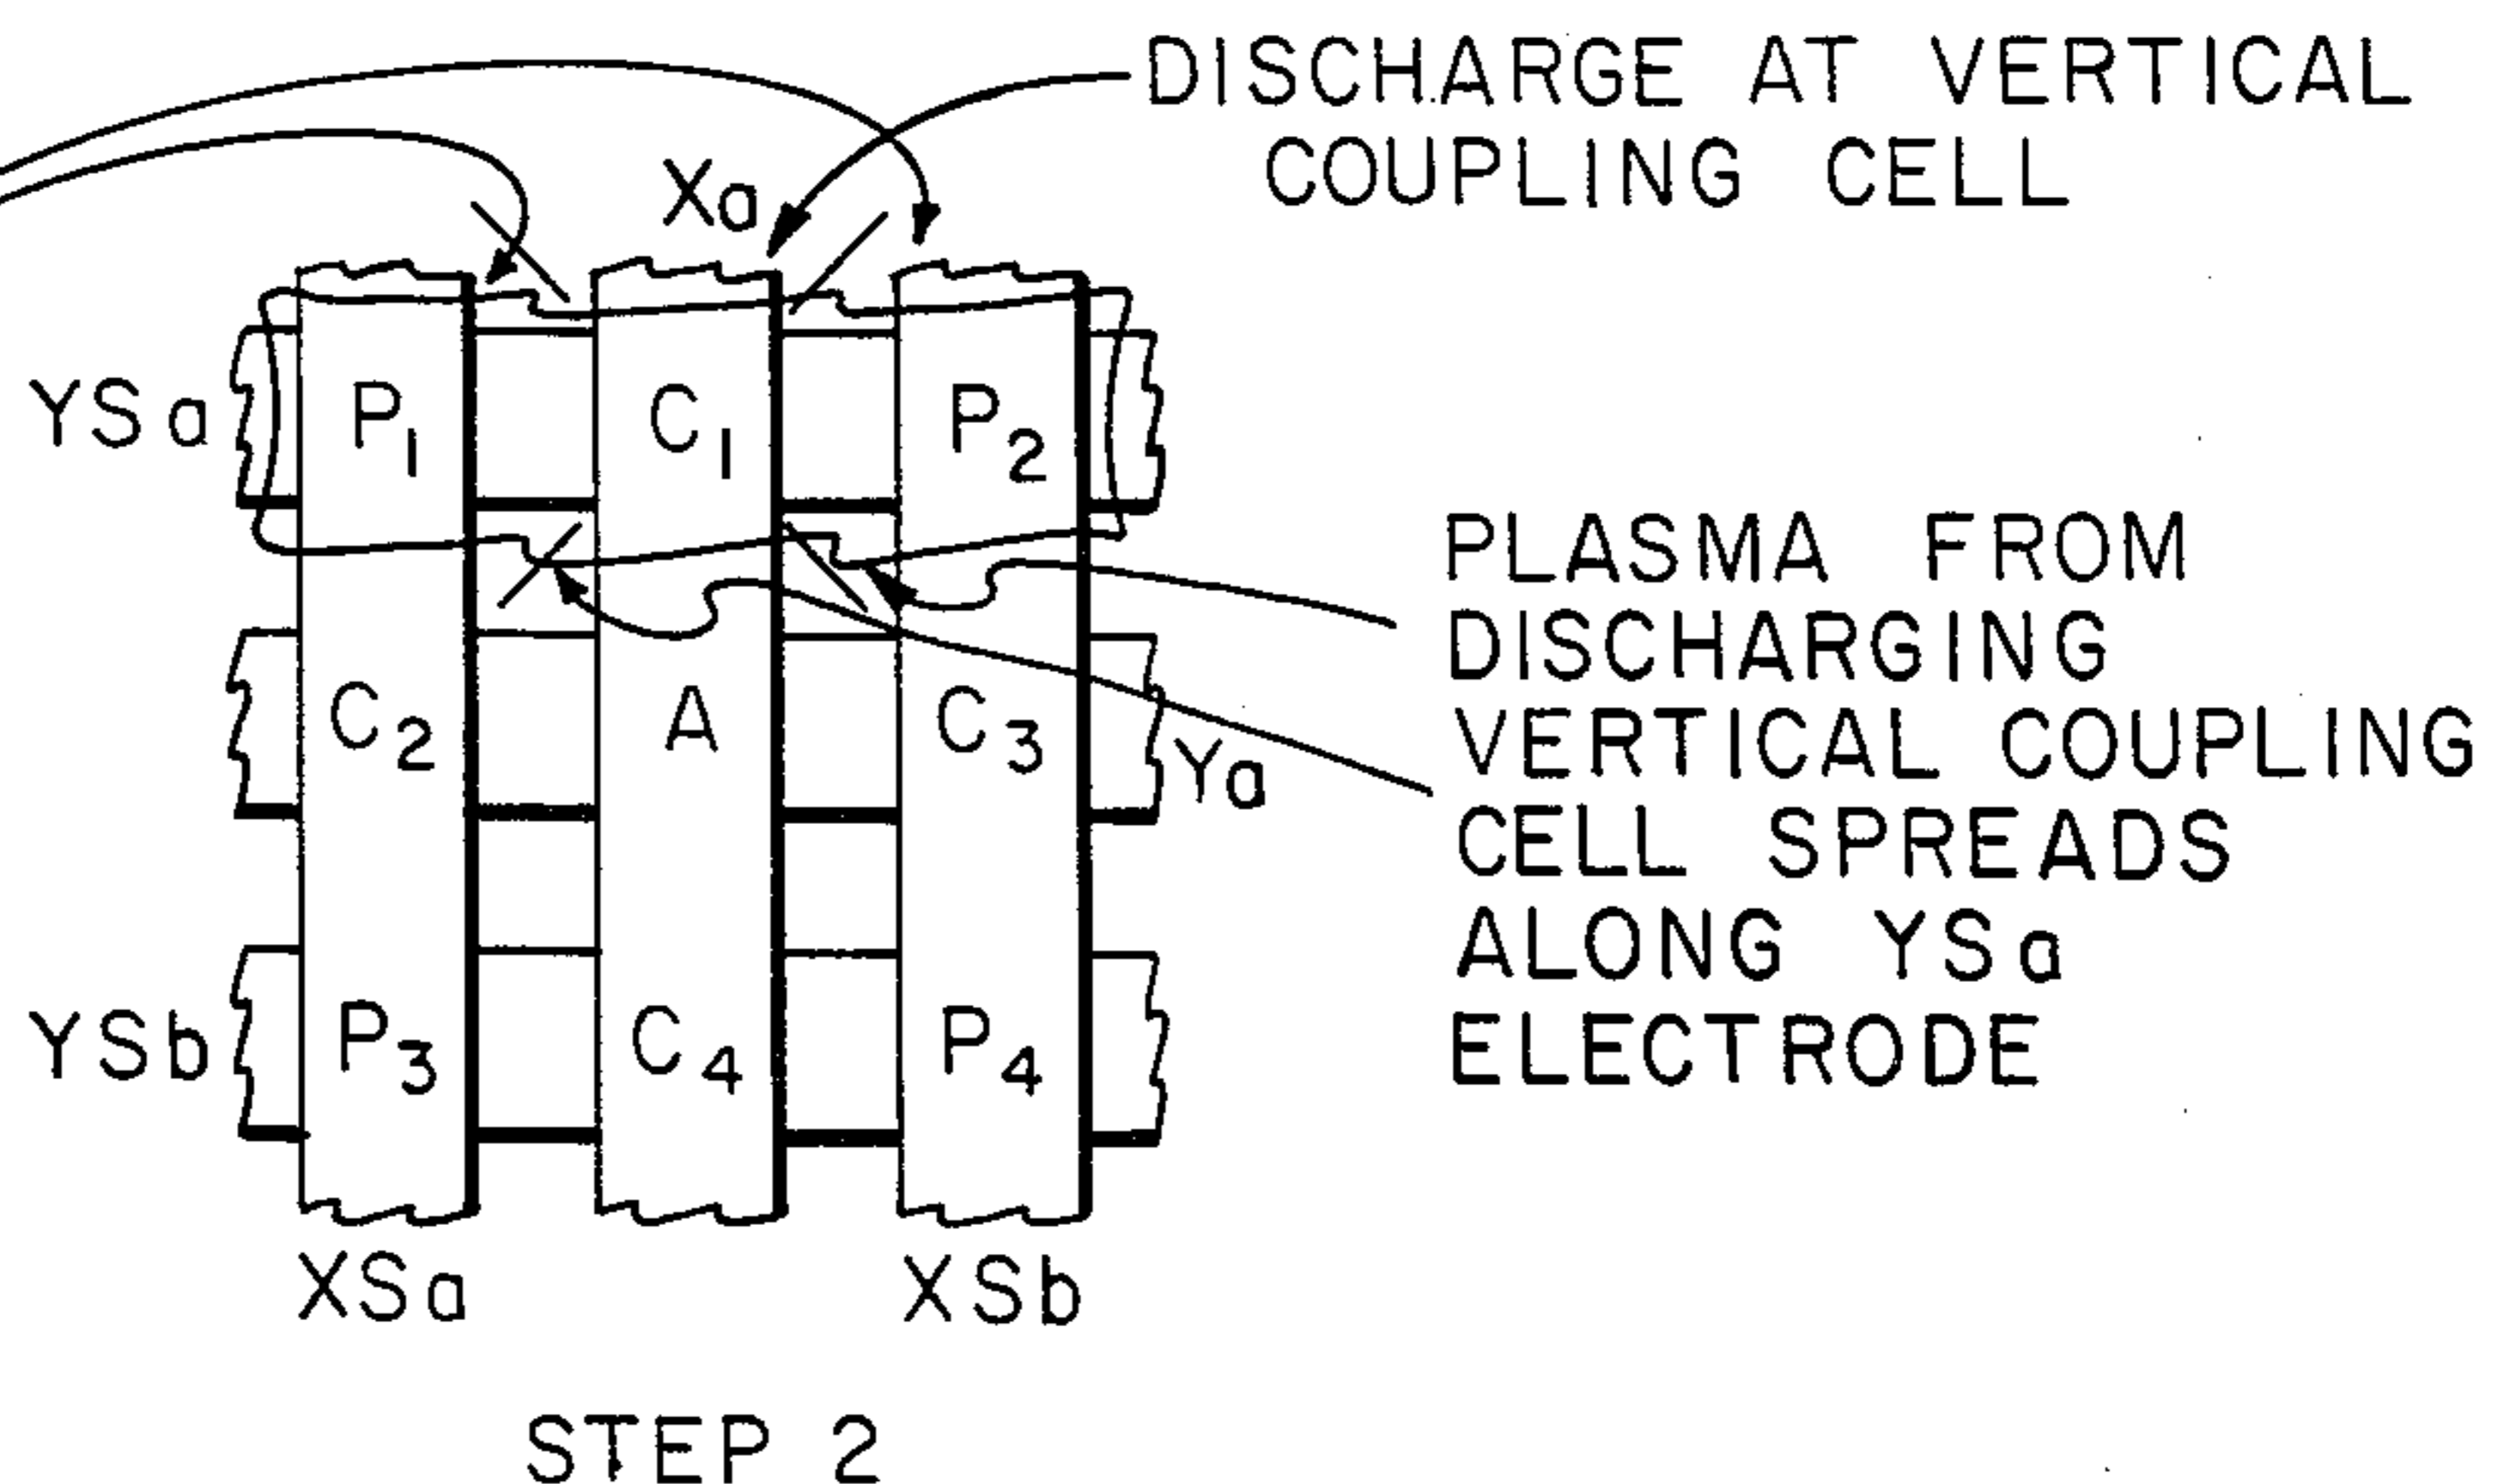 DISCHARGE AT VERTICAL
COUPLING CELL
Xa
YSa P1 C1 P2
C2 A C3 Ya
YSb P3 C4 P4
XSa XSb
PLASMA FROM
DISCHARGING
VERTICAL COUPLING
CELL SPREADS
ALONG YSa
ELECTRODE
STEP 2